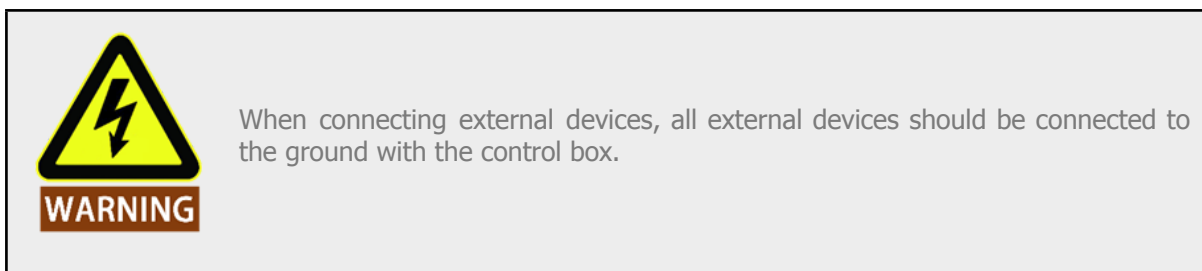 When connecting external devices, all external devices should be connected to
the ground with the control box.
WARNING